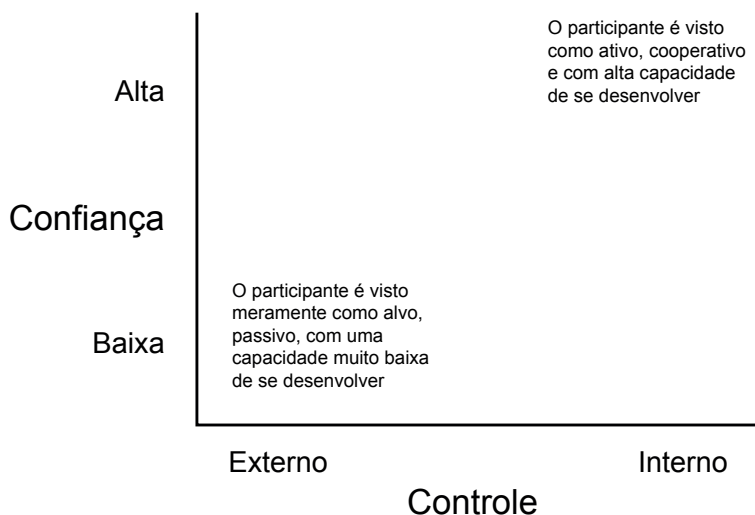 O participante é visto
como ativo, cooperativo
e com alta capacidade
de se desenvolver
Alta
Confiança
O participante é visto
meramente como alvo,
passivo, com uma
capacidade muito baixa
de se desenvolver
Baixa
Externo
Interno
Controle